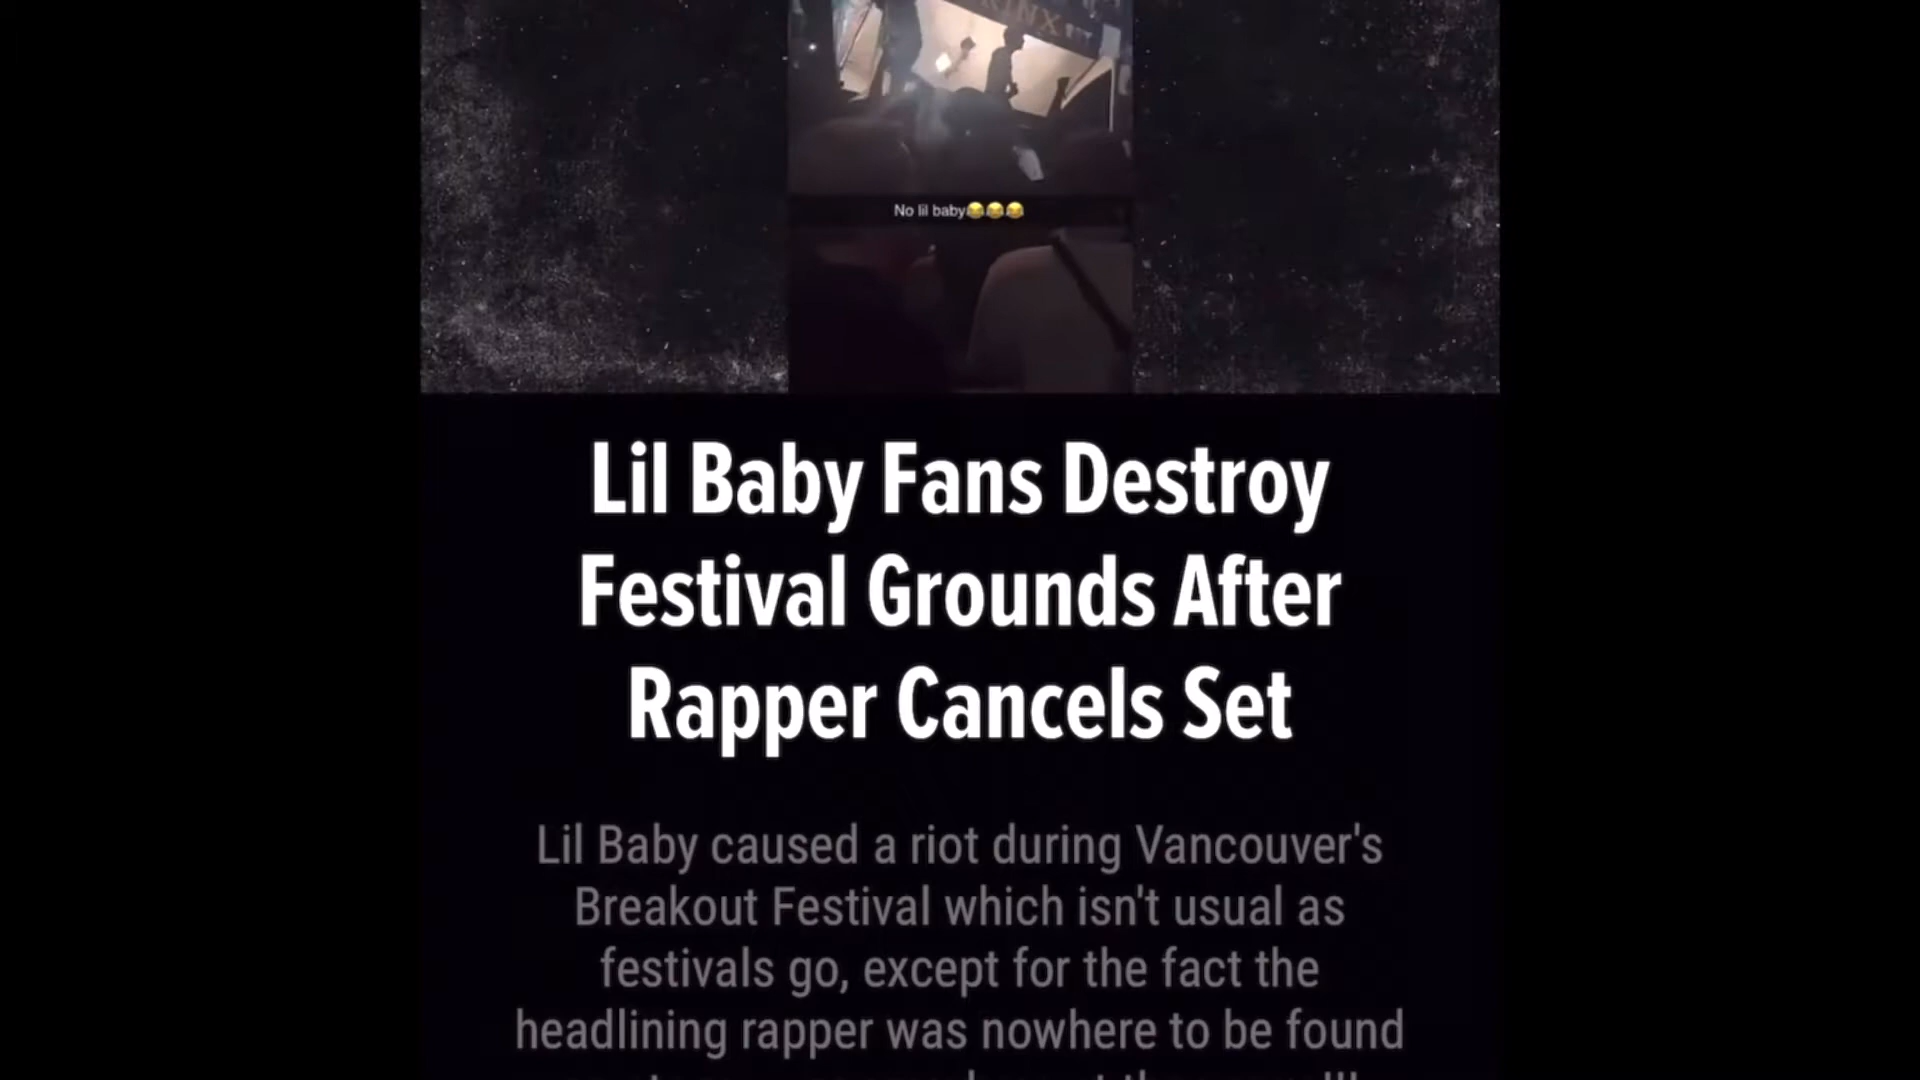 No lil baby😂😂😂
Lil Baby Fans Destroy
Festival Grounds After
Rapper Cancels Set
Lil Baby caused a riot during Vancouver's
Breakout Festival which isn't usual as
festivals go, except for the fact the
headlining rapper was nowhere to be found